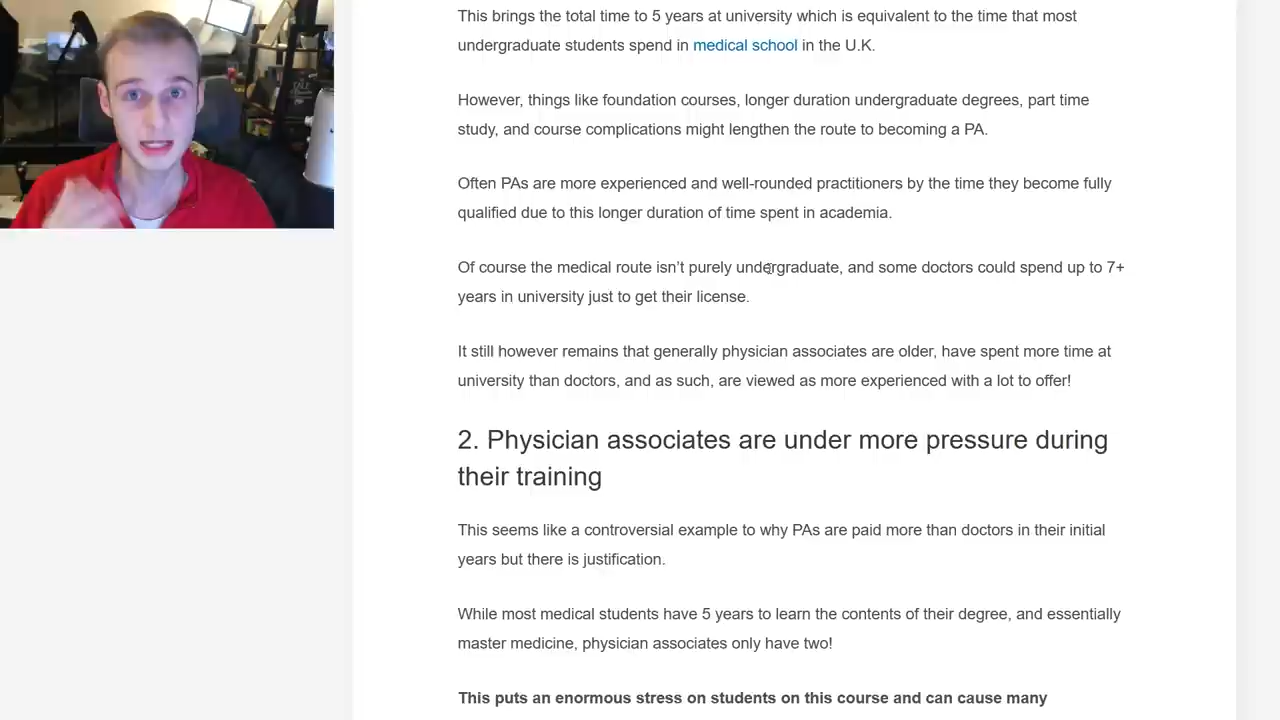 This brings the total time to 5 years at university which is equivalent to the time that most
undergraduate students spend in medical school in the U.K.
However, things like foundation courses, longer duration undergraduate degrees, part time
study, and course complications might lengthen the route to becoming a PA.
Often PAs are more experienced and well-rounded practitioners by the time they become fully
qualified due to this longer duration of time spent in academia.
Of course the medical route isn’t purely undergraduate, and some doctors could spend up to 7+
years in university just to get their license.
It still however remains that generally physician associates are older, have spent more time at
university than doctors, and as such, are viewed as more experienced with a lot to offer!
2. Physician associates are under more pressure during
their training
This seems like a controversial example to why PAs are paid more than doctors in their initial
years but there is justification.
While most medical students have 5 years to learn the contents of their degree, and essentially
master medicine, physician associates only have two!
This puts an enormous stress on students on this course and can cause many